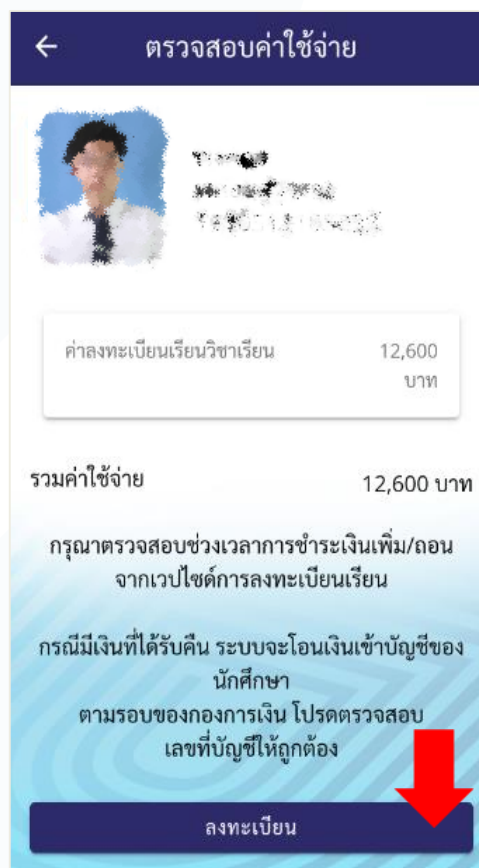 ตรวจสอบค่าใช้จ่าย
ค่าลงทะเบียนเรียนวิชาเรียน 12,600
บาท
รวมค่าใช้จ่าย 12,600 บาท
กรุณาตรวจสอบช่วงเวลาการชำระเงินเพิ่ม/ถอน
จากเวปไซด์การลงทะเบียนเรียน
กรณีมีเงินที่ได้รับคืน ระบบจะโอนเงินเข้าบัญชีของ
นักศึกษา
ตามรอบของกองการเงิน โปรดตรวจสอบ
เลขที่บัญชีให้ถูกต้อง
ลงทะเบียน